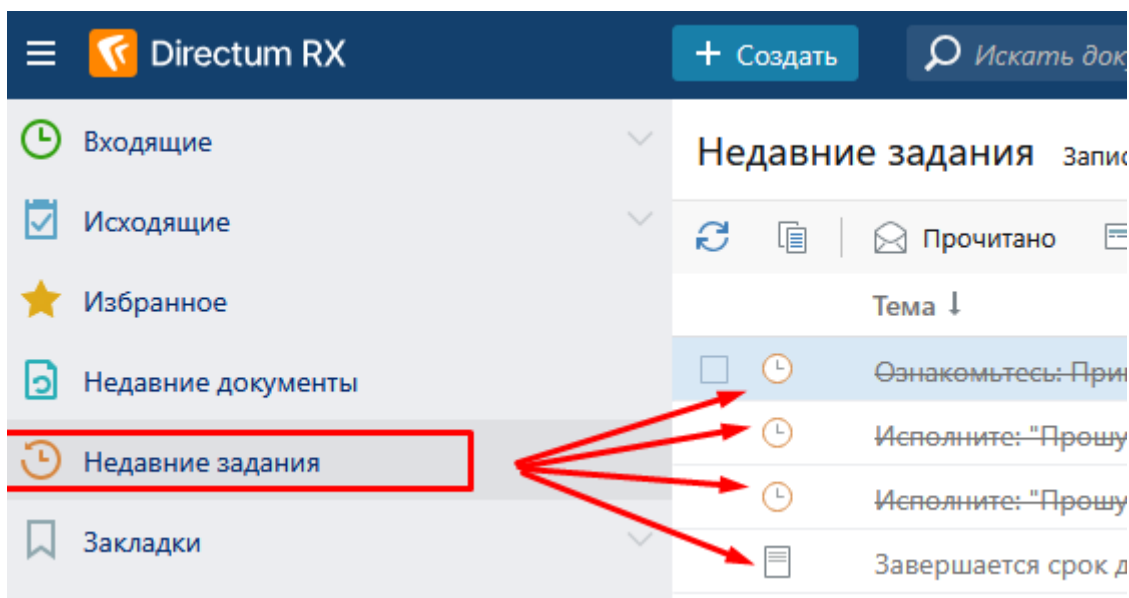 Directum RX
+ Создать
Искать док
Входящие
Исходящие
Избранное
Недавние документы
Недавние задания
Закладки
Недавние задания Запис
Прочитано
Тема
Ознакомьтесь: При
Исполните: "Прошу
Исполните: "Прошу
Завершается срок д